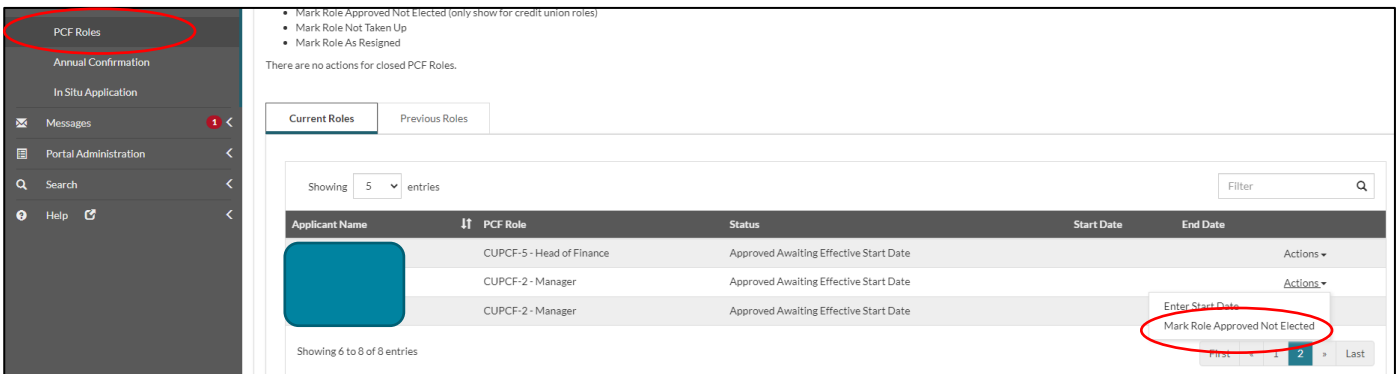 • Mark Role Approved Not Elected (only show for credit union roles)
PCF Roles
• Mark Role Not Taken Up
• Mark Role As Resigned
Annual Confirmation
There are no actions for closed PCF Roles.
In Situ Application
Messages 1
Current Roles Previous Roles
Portal Administration
Search
Showing 5 entries Filter
Help
Applicant Name PCF Role Status Start Date End Date
CUPCF-5 - Head of Finance Approved Awaiting Effective Start Date Actions
CUPCF-2 - Manager Approved Awaiting Effective Start Date Actions
CUPCF-2 - Manager Approved Awaiting Effective Start Date
Enter Start Date
Mark Role Approved Not Elected
Showing 6 to 8 of 8 entries
First « 1 2 » Last